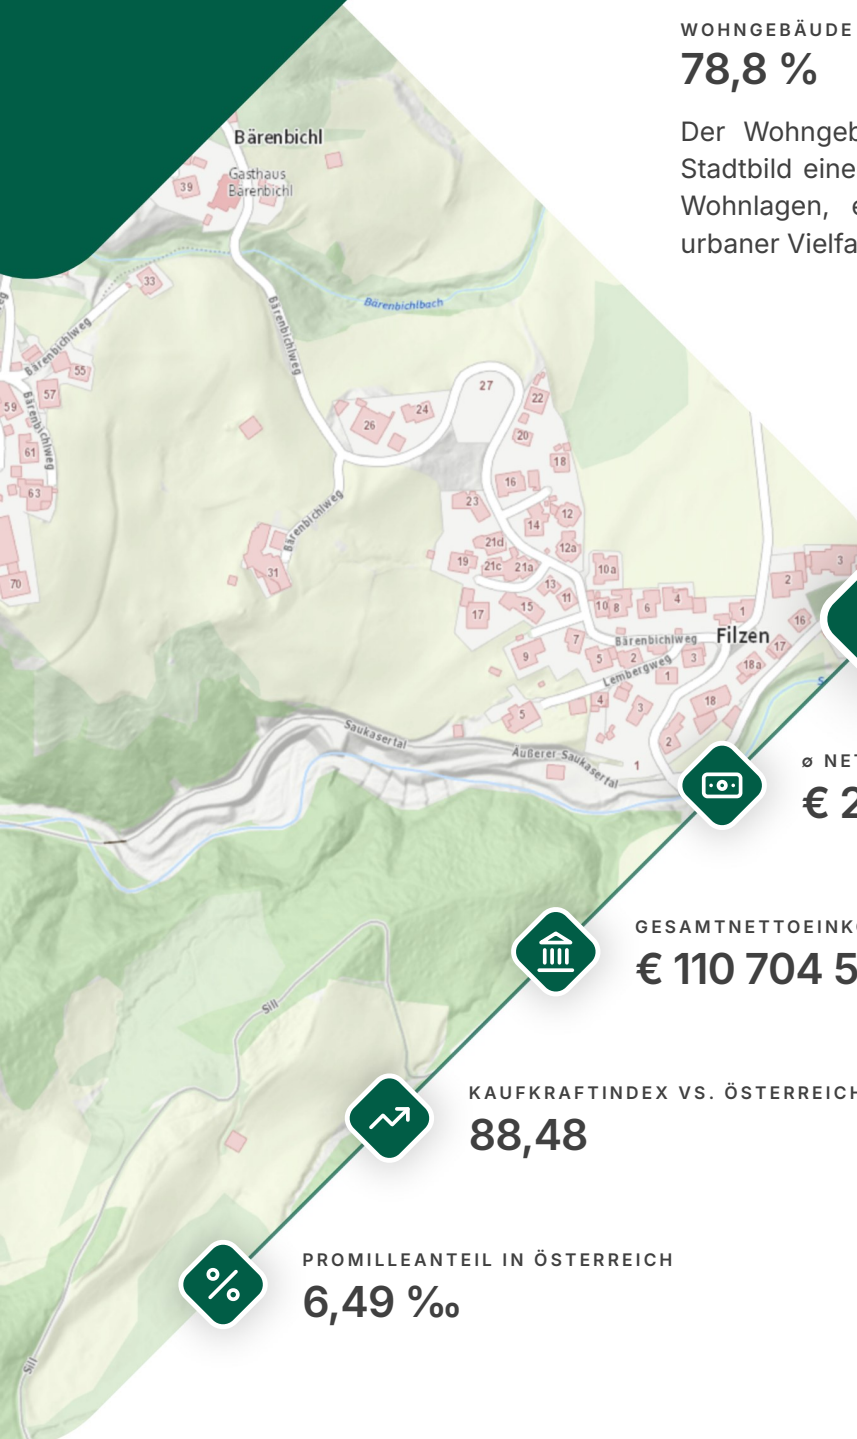 WOHNGEBÄUDE
78,8 %
Der Wohngeb
Stadtbild eine
Wohnlagen, e
urbaner Vielfa
Bärenbichl
Gasthaus
Bärenbichl
39
33
Bärenbichlbach
Bärenbichlweg
Bärenbichlweg
55
57
59
Bärenbichlweg
61
63
70
27
24
26
22
20
18
16
23
12
14
21d
12a
19
21c
21a
10a
13
31
Bärenbichlweg
17
15
11
10
8
6
4
1
2
3
16
7
Bärenbichlweg
Filzen
9
5
2
3
17
Lembergweg
1
18a
4
3
18
5
2
Saukasertal
Äußerer Saukasertal
1
ø NET
€ 2
GESAMTNETTOEINKO
€ 110 704 5
Sill
KAUFKRAFTINDEX VS. ÖSTERREICH
88,48
PROMILLEANTEIL IN ÖSTERREICH
6,49 ‰
Sill